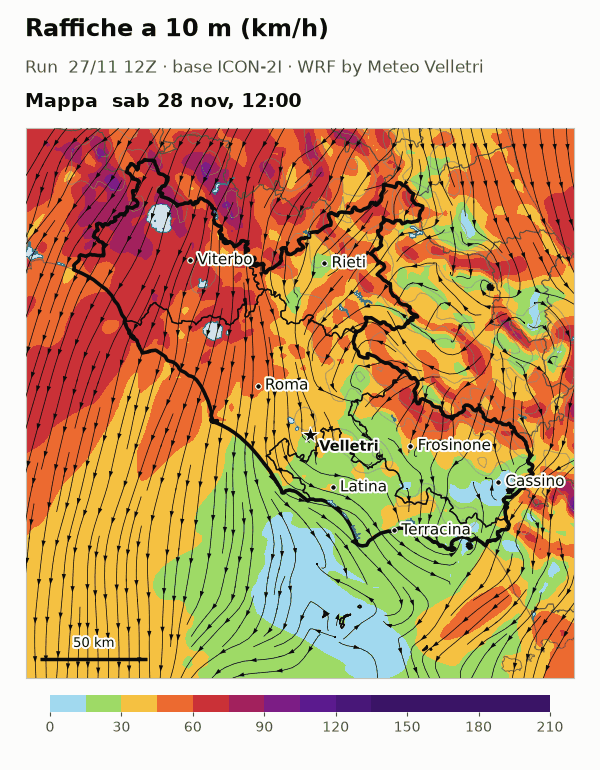 Raffiche a 10 m (km/h)
Run  27/11 12Z · base ICON-2I · WRF by Meteo Velletri
Mappa  sab 28 nov, 12:00
Viterbo
Rieti
Roma
Velletri
Frosinone
Latina
Cassino
Terracina
50 km
0 30 60 90 120 150 180 210